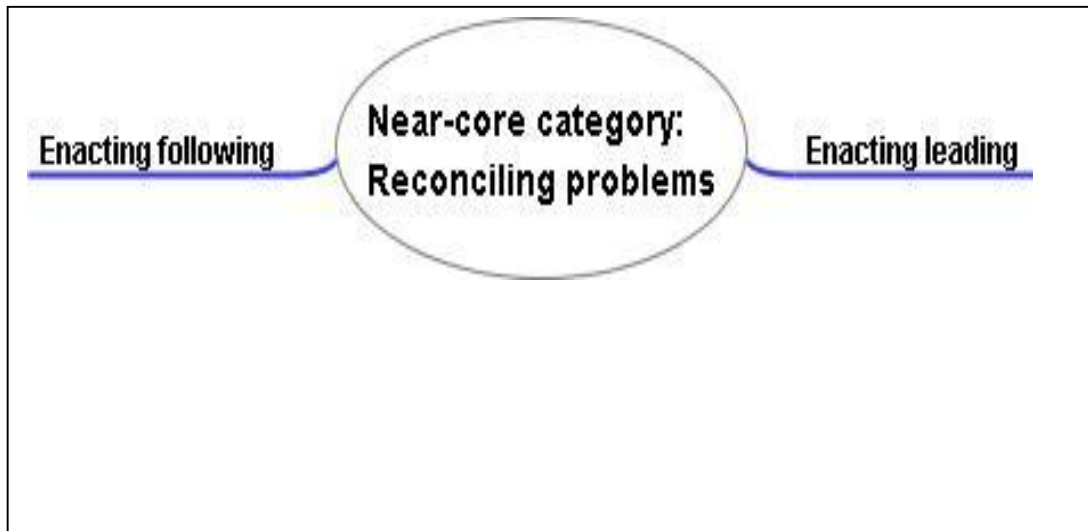 Enacting following
Near-core category:
Reconciling problems
Enacting leading